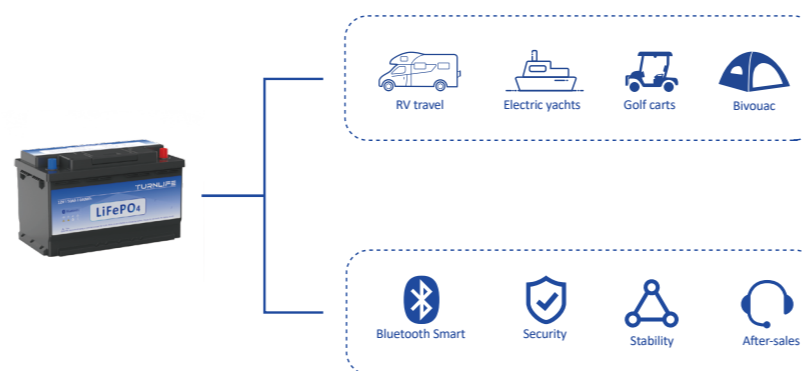 RV travel
Electric yachts
Golf carts
Bivouac
TURNLIFE
LiFePO4
Bluetooth Smart
Security
Stability
After-sales